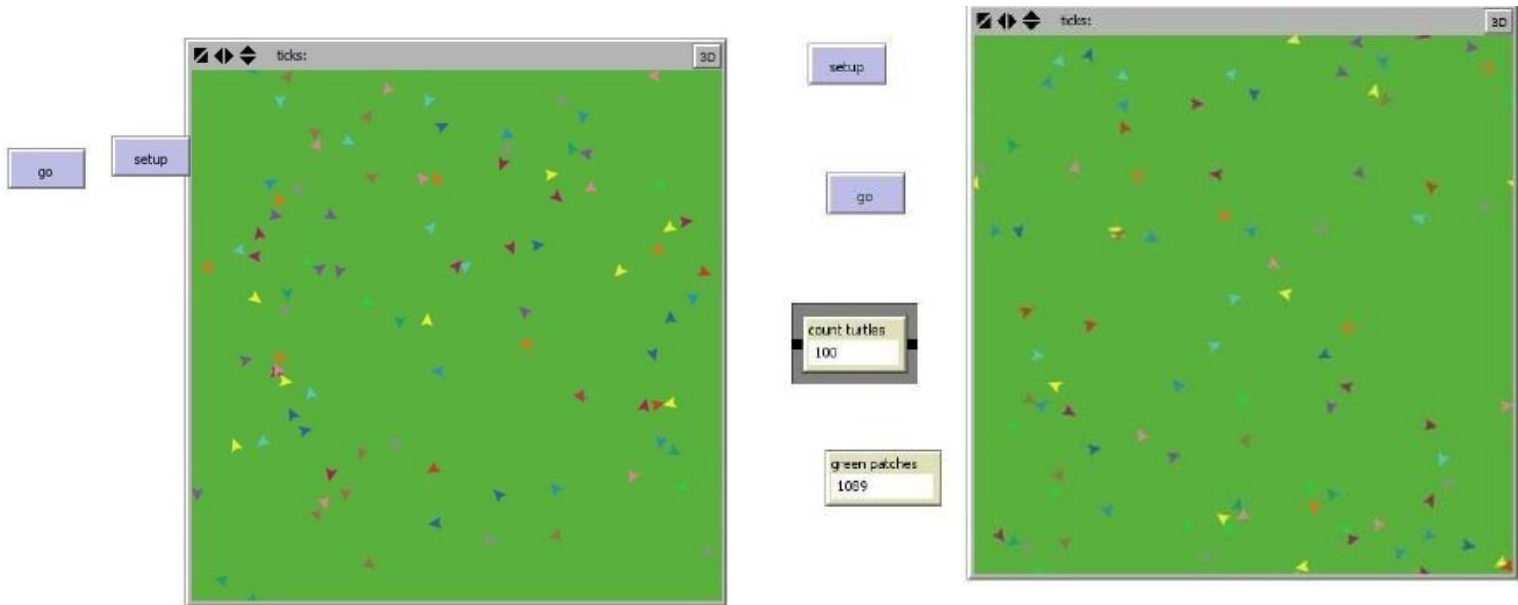 ticks:
3D
go
setup
setup
go
count turtles
100
green patches
1089
ticks:
3D